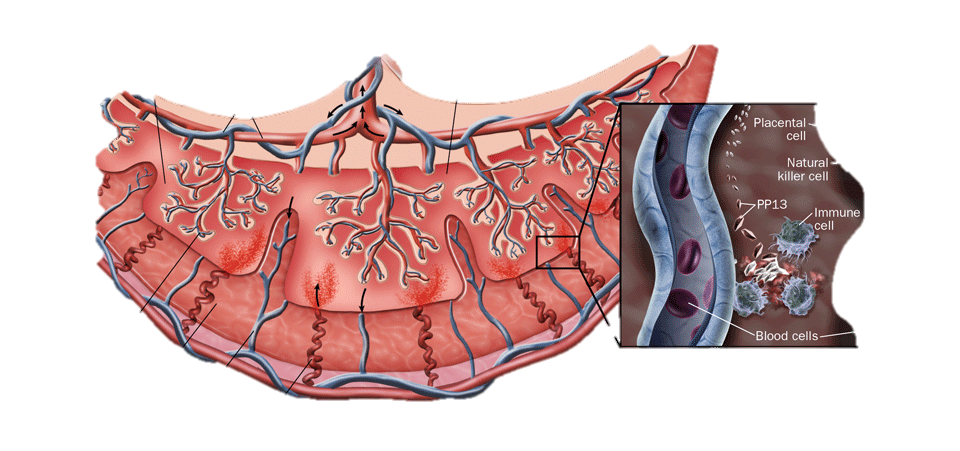 Placental
cell
Natural
killer cell
PP13
Immune
cell
Blood cells